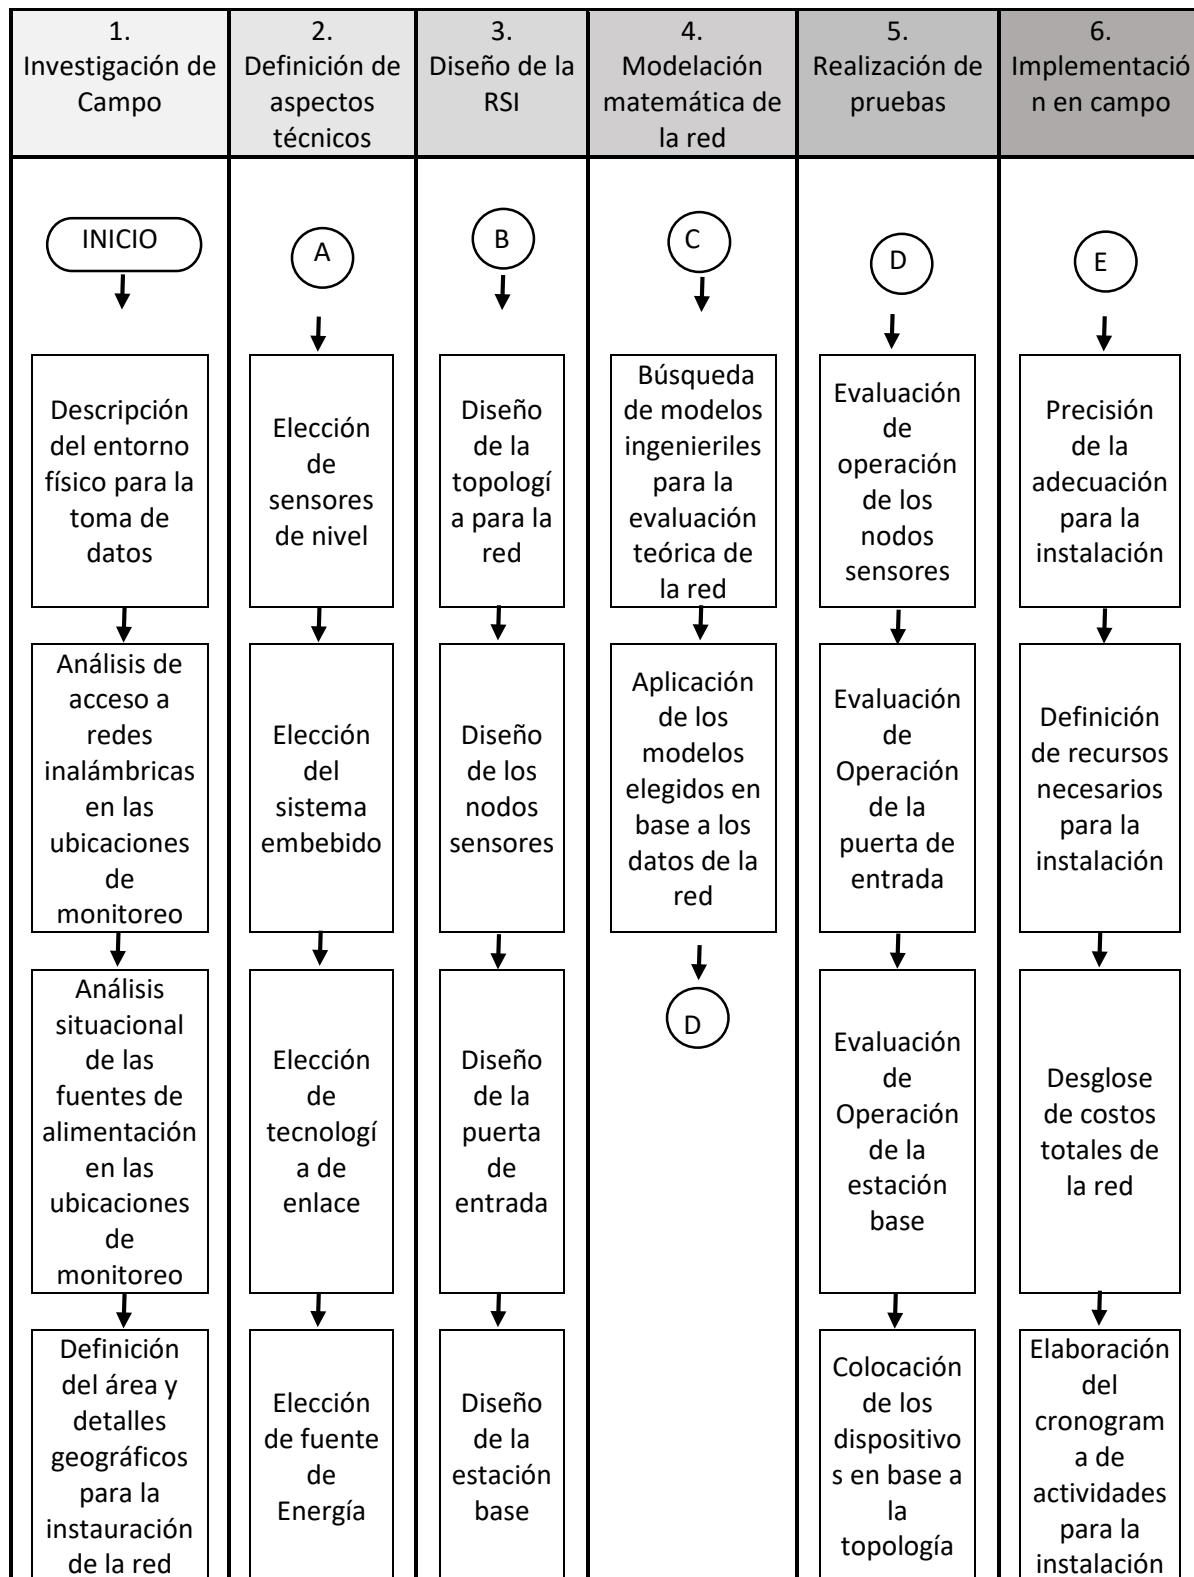 1.
Investigación de
Campo
2.
Definición de
aspectos
técnicos
3.
Diseño de la
RSI
4.
Modelación
matemática de
la red
5.
Realización de
pruebas
6.
Implementació
n en campo
INICIO
Descripción
del entorno
físico para la
toma de
datos
Análisis de
acceso a
redes
inalámbricas
en las
ubicaciones
de
monitoreo
Análisis
situacional
de las
fuentes de
alimentación
en las
ubicaciones
de
monitoreo
Definición
del área y
detalles
geográficos
para la
instauración
de la red
A
Elección
de
sensores
de nivel
Elección
del
sistema
embebido
Elección
de
tecnologí
a de
enlace
Elección
de fuente
de
Energía
B
Diseño
de la
topologí
a para la
red
Diseño
de los
nodos
sensores
Diseño
de la
puerta
de
entrada
Diseño
de la
estación
base
C
Búsqueda
de modelos
ingenieriles
para la
evaluación
teórica de
la red
Aplicación
de los
modelos
elegidos en
base a los
datos de la
red
D
D
Evaluación
de
operación
de los
nodos
sensores
Evaluación
de
Operación
de la
puerta de
entrada
Evaluación
de
Operación
de la
estación
base
Colocación
de los
dispositivo
s en base a
la
topología
E
Precisión
de la
adecuación
para la
instalación
Definición
de recursos
necesarios
para la
instalación
Desglose
de costos
totales de
la red
Elaboración
del
cronogram
a de
actividades
para la
instalación